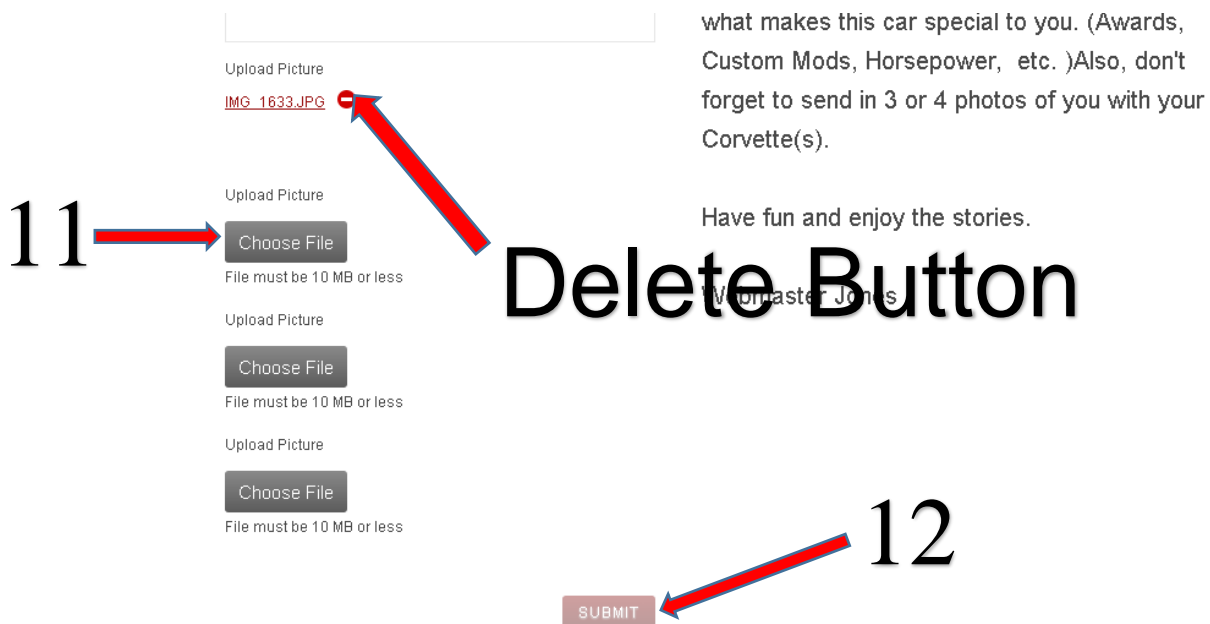 what makes this car special to you. (Awards,
Custom Mods, Horsepower, etc. )Also, don't
forget to send in 3 or 4 photos of you with your
Corvette(s).
Have fun and enjoy the stories.
Webmaster Jones
Upload Picture
IMG_1633.JPG
Delete Button
Upload Picture
11
Choose File
File must be 10 MB or less
Upload Picture
Choose File
File must be 10 MB or less
Upload Picture
Choose File
File must be 10 MB or less
12
SUBMIT